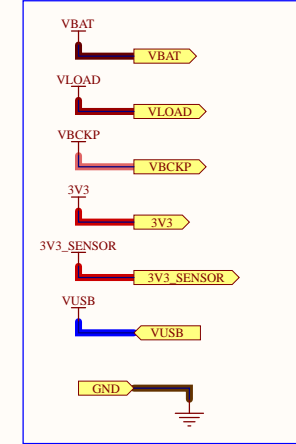 VBAT
VBAT
VLOAD
VLOAD
VBCKP
VBCKP
3V3
3V3
3V3_SENSOR
3V3_SENSOR
VUSB
VUSB
GND